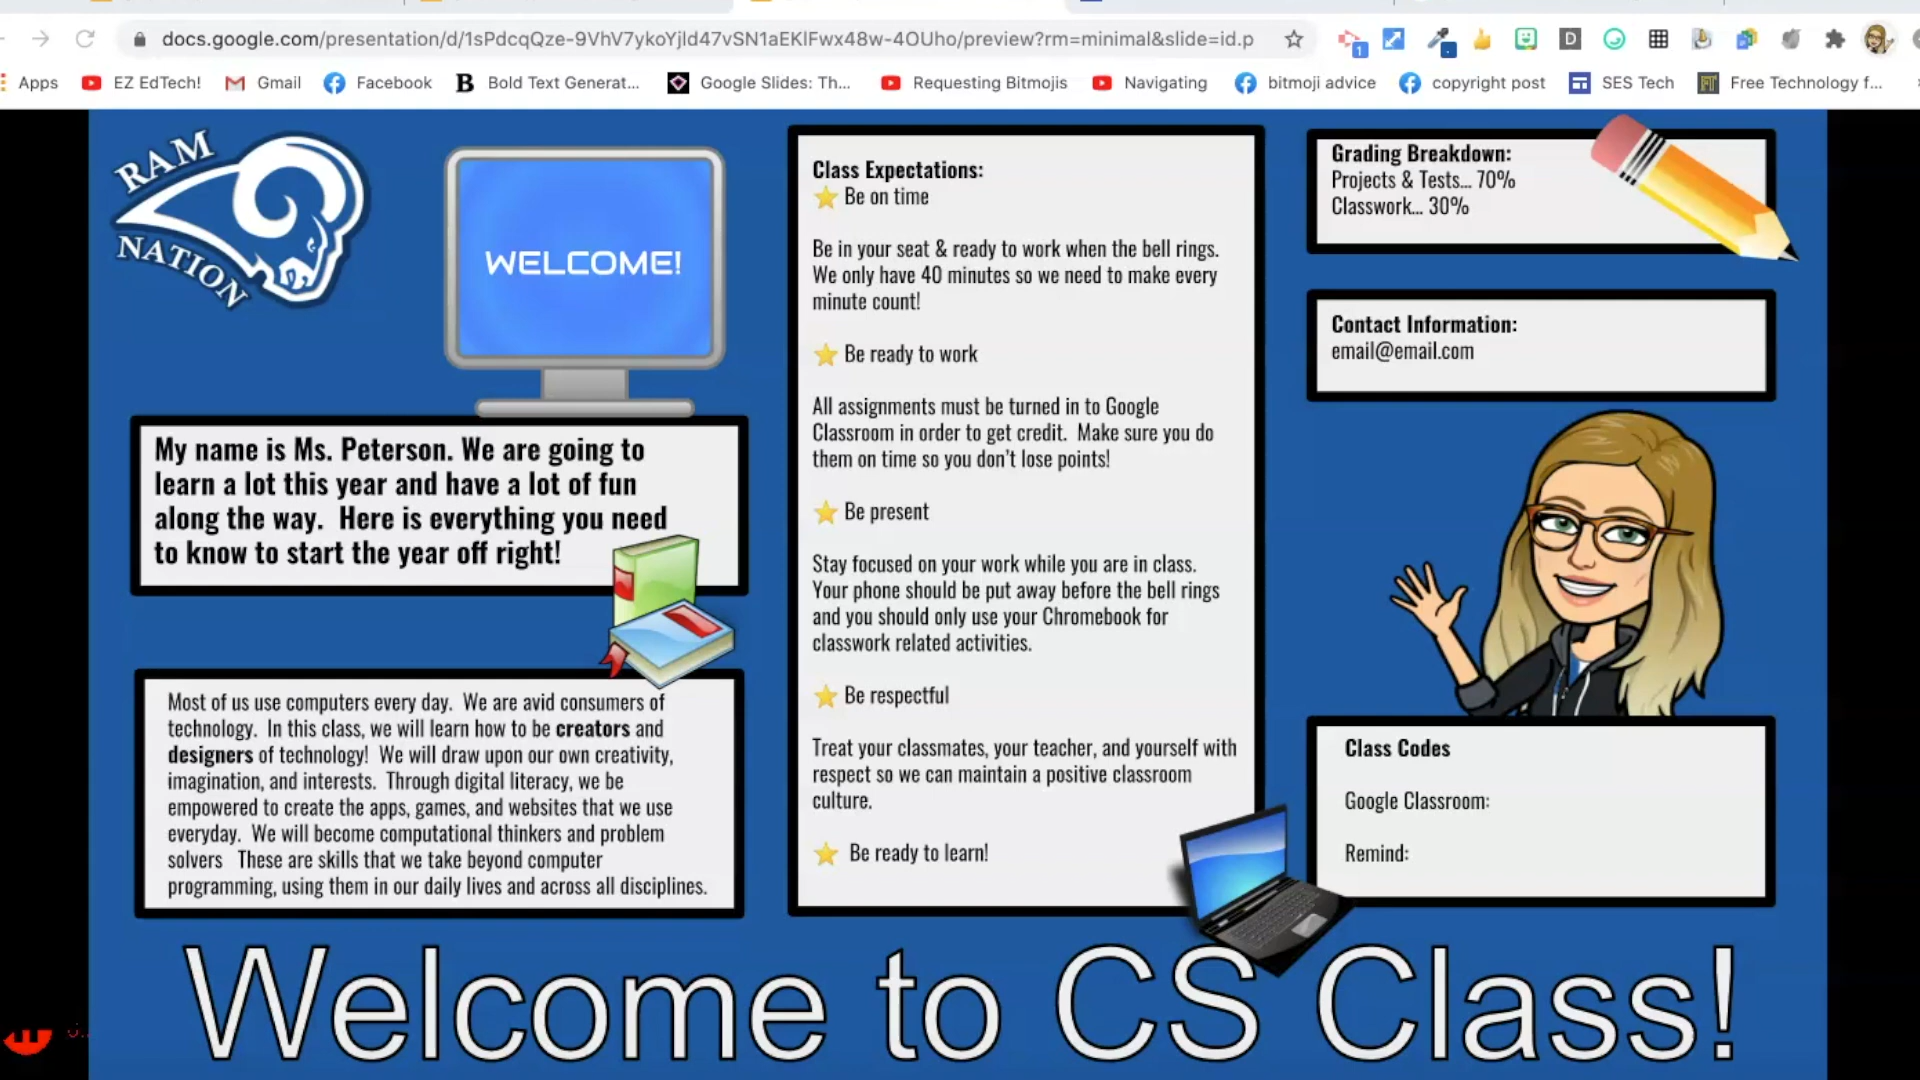 docs.google.com/presentation/d/1sPdcqQze-9VhV7ykoYjld47vSN1aEKlFwx48w-4OUho/preview?rm=minimal&slide=id.p
1
D
Apps
EZ EdTech!
Gmail
Facebook
B Bold Text Generat...
Google Slides: Th...
Requesting Bitmojis
Navigating
bitmoji advice
copyright post
SES Tech
FT Free Technology f...
RAM
NATION
WELCOME!
My name is Ms. Peterson. We are going to
learn a lot this year and have a lot of fun
along the way. Here is everything you need
to know to start the year off right!
Most of us use computers every day. We are avid consumers of
technology. In this class, we will learn how to be creators and
designers of technology! We will draw upon our own creativity,
imagination, and interests. Through digital literacy, we be
empowered to create the apps, games, and websites that we use
everyday. We will become computational thinkers and problem
solvers These are skills that we take beyond computer
programming, using them in our daily lives and across all disciplines.
Class Expectations:
⭐ Be on time
Be in your seat & ready to work when the bell rings.
We only have 40 minutes so we need to make every
minute count!
⭐ Be ready to work
All assignments must be turned in to Google
Classroom in order to get credit. Make sure you do
them on time so you don't lose points!
⭐ Be present
Stay focused on your work while you are in class.
Your phone should be put away before the bell rings
and you should only use your Chromebook for
classwork related activities.
⭐ Be respectful
Treat your classmates, your teacher, and yourself with
respect so we can maintain a positive classroom
culture.
⭐ Be ready to learn!
Grading Breakdown:
Projects & Tests... 70%
Classwork... 30%
Contact Information:
email@email.com
Class Codes
Google Classroom:
Remind:
Welcome to CS Class!